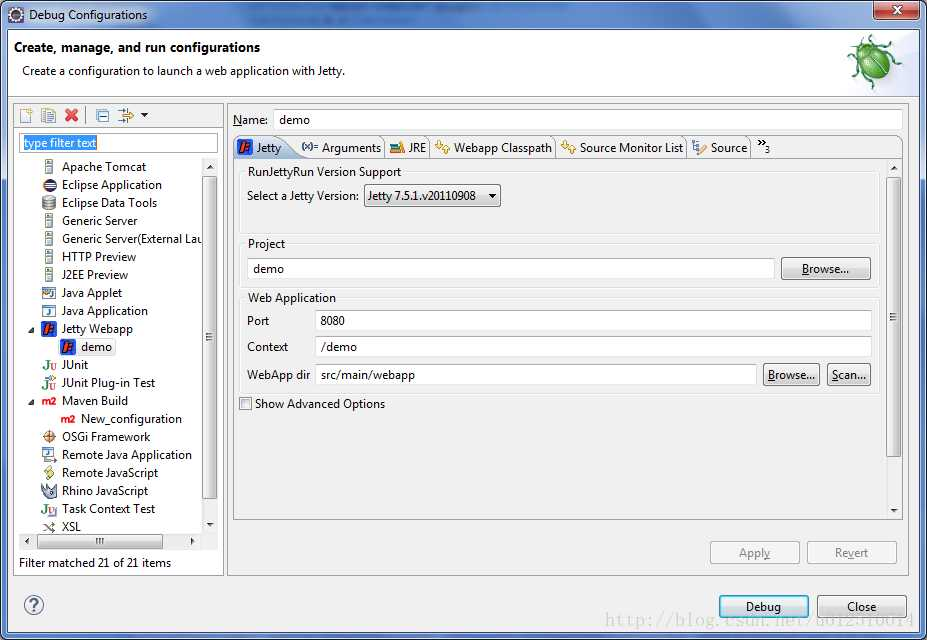 Debug Configurations
Create, manage, and run configurations
Create a configuration to launch a web application with Jetty.
type filter text
Apache Tomcat
Eclipse Application
Eclipse Data Tools
Generic Server
Generic Server(External Lau
HTTP Preview
J2EE Preview
Java Applet
Java Application
Jetty Webapp
demo
JUnit
JUnit Plug-in Test
m2 Maven Build
m2 New_configuration
OSGi Framework
Remote Java Application
Remote JavaScript
Rhino JavaScript
Task Context Test
XSL
Filter matched 21 of 21 items
Name: demo
Jetty (x)= Arguments JRE Webapp Classpath Source Monitor List Source »3
RunJettyRun Version Support
Select a Jetty Version: Jetty 7.5.1.v20110908
Project
demo Browse...
Web Application
Port 8080
Context /demo
WebApp dir src/main/webapp Browse... Scan...
Show Advanced Options
Apply Revert
? Debug Close